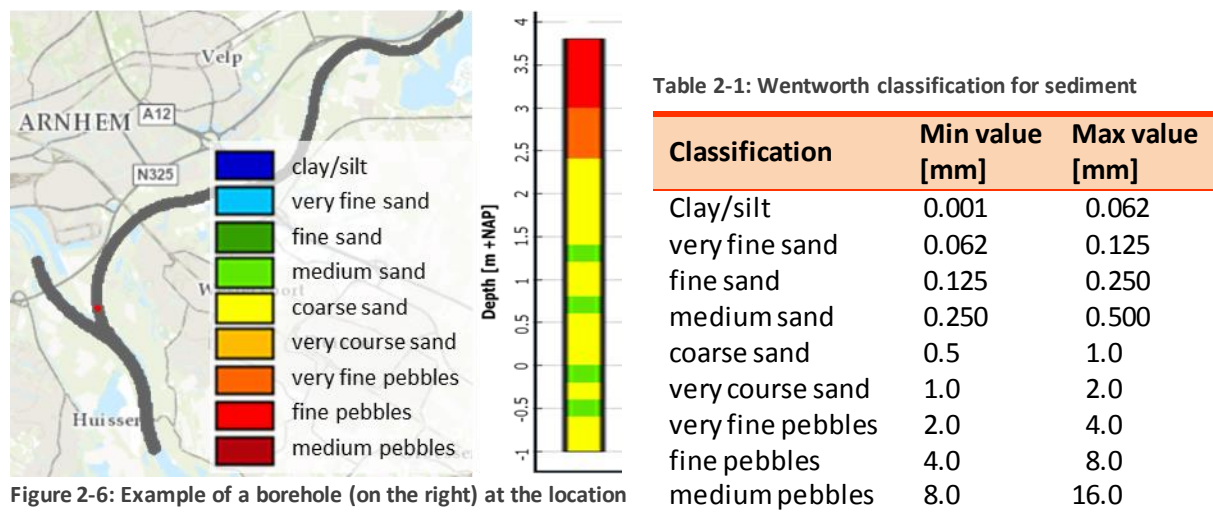 Velp
ARNHEM
A12
N325
Huissen
clay/silt
very fine sand
fine sand
medium sand
coarse sand
very course sand
very fine pebbles
fine pebbles
medium pebbles
Depth [m +NAP]
4
3.5
3
2.5
2
1.5
1
0.5
0
-0.5
-1
Figure 2-6: Example of a borehole (on the right) at the location
Table 2-1: Wentworth classification for sediment
Classification Min value [mm] Max value [mm]
Clay/silt 0.001 0.062
very fine sand 0.062 0.125
fine sand 0.125 0.250
medium sand 0.250 0.500
coarse sand 0.5 1.0
very course sand 1.0 2.0
very fine pebbles 2.0 4.0
fine pebbles 4.0 8.0
medium pebbles 8.0 16.0